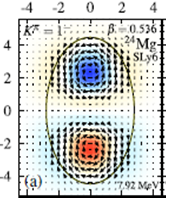 -4 -2 0 2 4
K^π = 1^- β = 0.536
^24Mg
SLy6
4
2
0
-2
-4
(a) 7.92 MeV